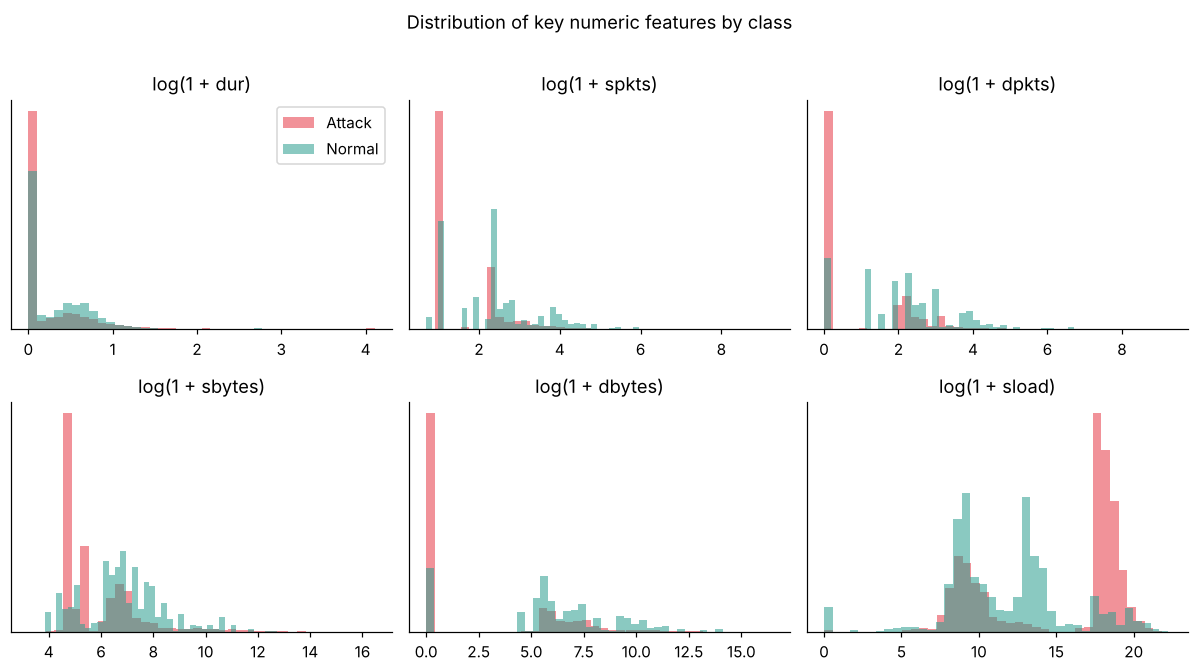 Distribution of key numeric features by class
log(1 + dur)
log(1 + spkts)
log(1 + dpkts)
Attack
Normal
0 1 2 3 4
2 4 6 8
0 2 4 6 8
log(1 + sbytes)
log(1 + dbytes)
log(1 + sload)
4 6 8 10 12 14 16
0.0 2.5 5.0 7.5 10.0 12.5 15.0
0 5 10 15 20